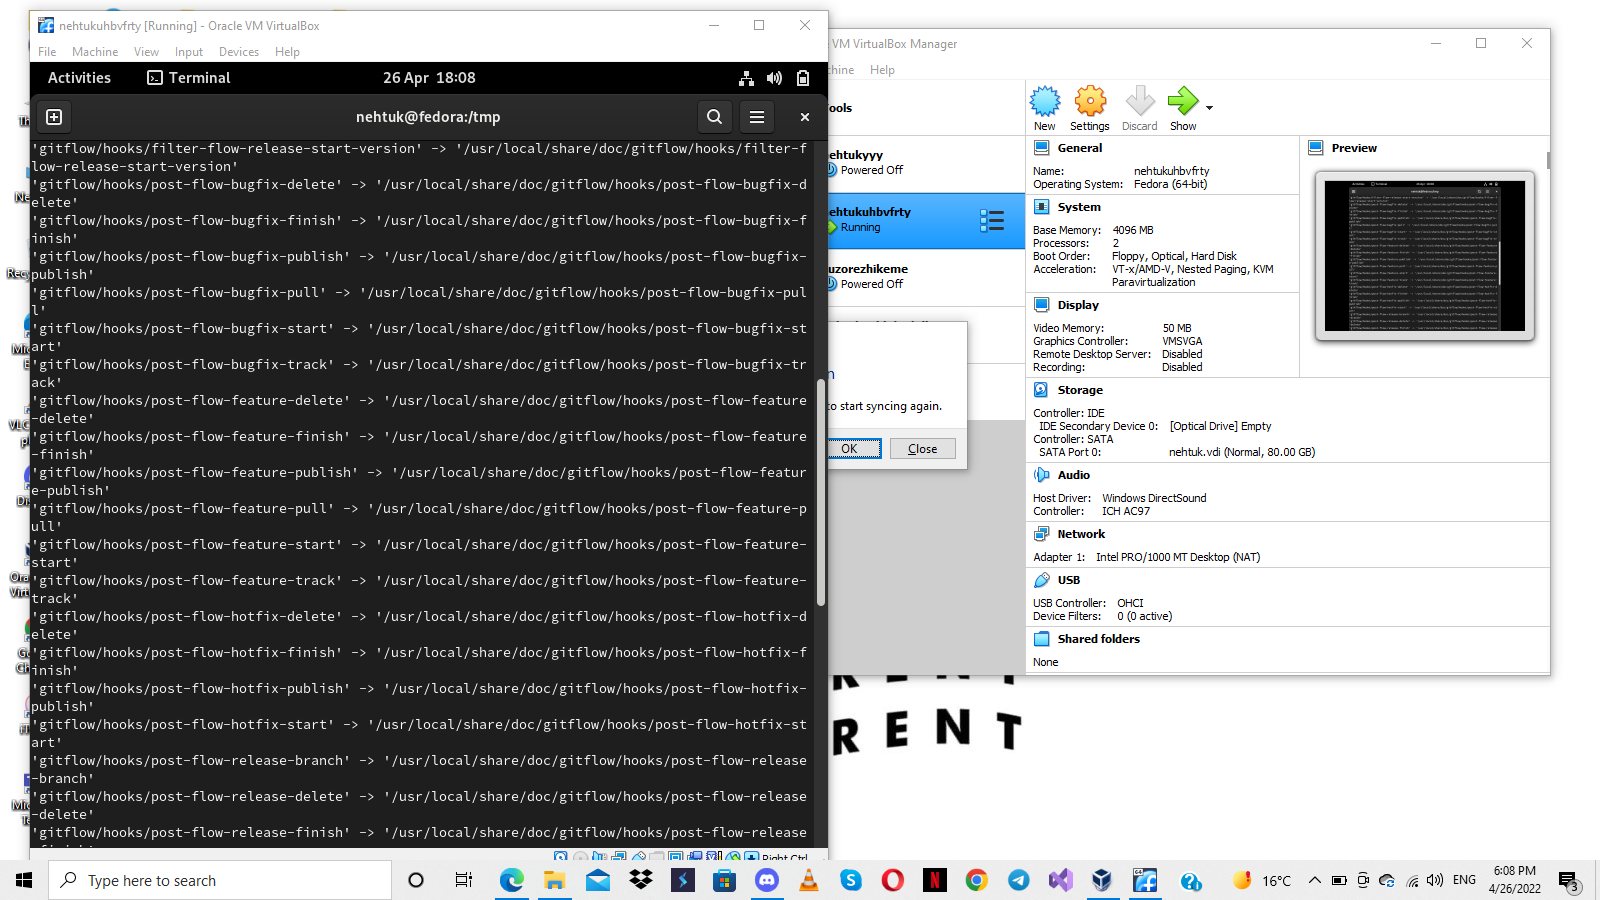 nehtukuhbvfrty [Running] - Oracle VM VirtualBox
File Machine View Input Devices Help
Activities Terminal 26 Apr 18:08
nehtuk@fedora:/tmp
'gitflow/hooks/filter-flow-release-start-version' -> '/usr/local/share/doc/gitflow/hooks/filter-f
low-release-start-version'
'gitflow/hooks/post-flow-bugfix-delete' -> '/usr/local/share/doc/gitflow/hooks/post-flow-bugfix-d
elete'
'gitflow/hooks/post-flow-bugfix-finish' -> '/usr/local/share/doc/gitflow/hooks/post-flow-bugfix-f
inish'
'gitflow/hooks/post-flow-bugfix-publish' -> '/usr/local/share/doc/gitflow/hooks/post-flow-bugfix-
publish'
'gitflow/hooks/post-flow-bugfix-pull' -> '/usr/local/share/doc/gitflow/hooks/post-flow-bugfix-pul
l'
'gitflow/hooks/post-flow-bugfix-start' -> '/usr/local/share/doc/gitflow/hooks/post-flow-bugfix-st
art'
'gitflow/hooks/post-flow-bugfix-track' -> '/usr/local/share/doc/gitflow/hooks/post-flow-bugfix-tr
ack'
'gitflow/hooks/post-flow-feature-delete' -> '/usr/local/share/doc/gitflow/hooks/post-flow-feature
-delete'
'gitflow/hooks/post-flow-feature-finish' -> '/usr/local/share/doc/gitflow/hooks/post-flow-feature
-finish'
'gitflow/hooks/post-flow-feature-publish' -> '/usr/local/share/doc/gitflow/hooks/post-flow-featur
e-publish'
'gitflow/hooks/post-flow-feature-pull' -> '/usr/local/share/doc/gitflow/hooks/post-flow-feature-p
ull'
'gitflow/hooks/post-flow-feature-start' -> '/usr/local/share/doc/gitflow/hooks/post-flow-feature-
start'
'gitflow/hooks/post-flow-feature-track' -> '/usr/local/share/doc/gitflow/hooks/post-flow-feature-
track'
'gitflow/hooks/post-flow-hotfix-delete' -> '/usr/local/share/doc/gitflow/hooks/post-flow-hotfix-d
elete'
'gitflow/hooks/post-flow-hotfix-finish' -> '/usr/local/share/doc/gitflow/hooks/post-flow-hotfix-f
inish'
'gitflow/hooks/post-flow-hotfix-publish' -> '/usr/local/share/doc/gitflow/hooks/post-flow-hotfix-
publish'
'gitflow/hooks/post-flow-hotfix-start' -> '/usr/local/share/doc/gitflow/hooks/post-flow-hotfix-st
art'
'gitflow/hooks/post-flow-release-branch' -> '/usr/local/share/doc/gitflow/hooks/post-flow-release
-branch'
'gitflow/hooks/post-flow-release-delete' -> '/usr/local/share/doc/gitflow/hooks/post-flow-release
-delete'
'gitflow/hooks/post-flow-release-finish' -> '/usr/local/share/doc/gitflow/hooks/post-flow-release
Right Ctrl
VM VirtualBox Manager
chine Help
ools
New Settings Discard Show
ehtukyyy
Powered Off
ehtukuhbvfrty
Running
uzorezhikeme
Powered Off
n
to start syncing again.
OK Close
General
Name: nehtukuhbvfrty
Operating System: Fedora (64-bit)
System
Base Memory: 4096 MB
Processors: 2
Boot Order: Floppy, Optical, Hard Disk
Acceleration: VT-x/AMD-V, Nested Paging, KVM
Paravirtualization
Display
Video Memory: 50 MB
Graphics Controller: VMSVGA
Remote Desktop Server: Disabled
Recording: Disabled
Preview
Storage
Controller: IDE
IDE Secondary Device 0: [Optical Drive] Empty
Controller: SATA
SATA Port 0: nehtuk.vdi (Normal, 80.00 GB)
Audio
Host Driver: Windows DirectSound
Controller: ICH AC97
Network
Adapter 1: Intel PRO/1000 MT Desktop (NAT)
USB
USB Controller: OHCI
Device Filters: 0 (0 active)
Shared folders
None
RENT
Type here to search
16°C
ENG
6:08 PM
4/26/2022
3